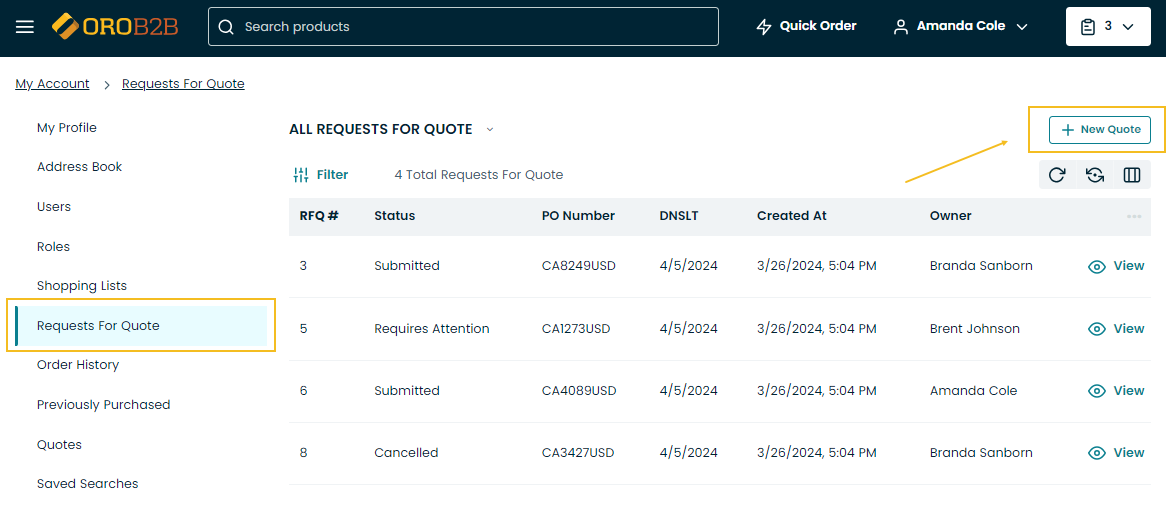 OROB2B Search products Quick Order Amanda Cole 3
My Account Requests For Quote
My Profile
Address Book
Users
Roles
Shopping Lists
Requests For Quote
Order History
Previously Purchased
Quotes
Saved Searches
ALL REQUESTS FOR QUOTE New Quote
Filter 4 Total Requests For Quote
RFQ # Status PO Number DNSLT Created At Owner
3 Submitted CA8249USD 4/5/2024 3/26/2024, 5:04 PM Branda Sanborn View
5 Requires Attention CA1273USD 4/5/2024 3/26/2024, 5:04 PM Brent Johnson View
6 Submitted CA4089USD 4/5/2024 3/26/2024, 5:04 PM Amanda Cole View
8 Cancelled CA3427USD 4/5/2024 3/26/2024, 5:04 PM Branda Sanborn View